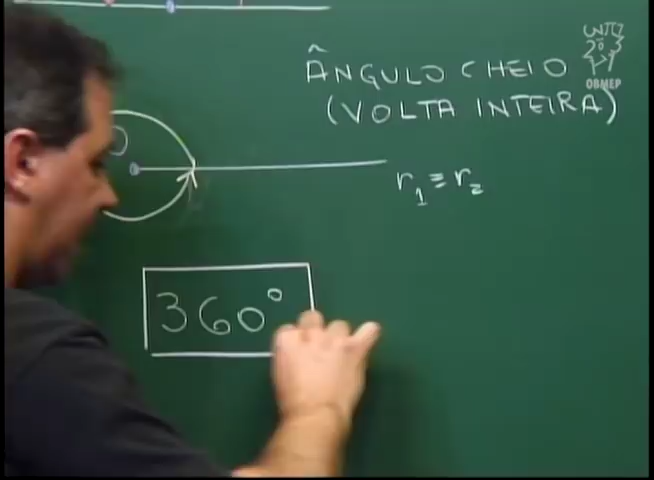 ÂNGULO CHEIO
(VOLTA INTEIRA)
OBMEP
r₁ ≡ r₂
360°